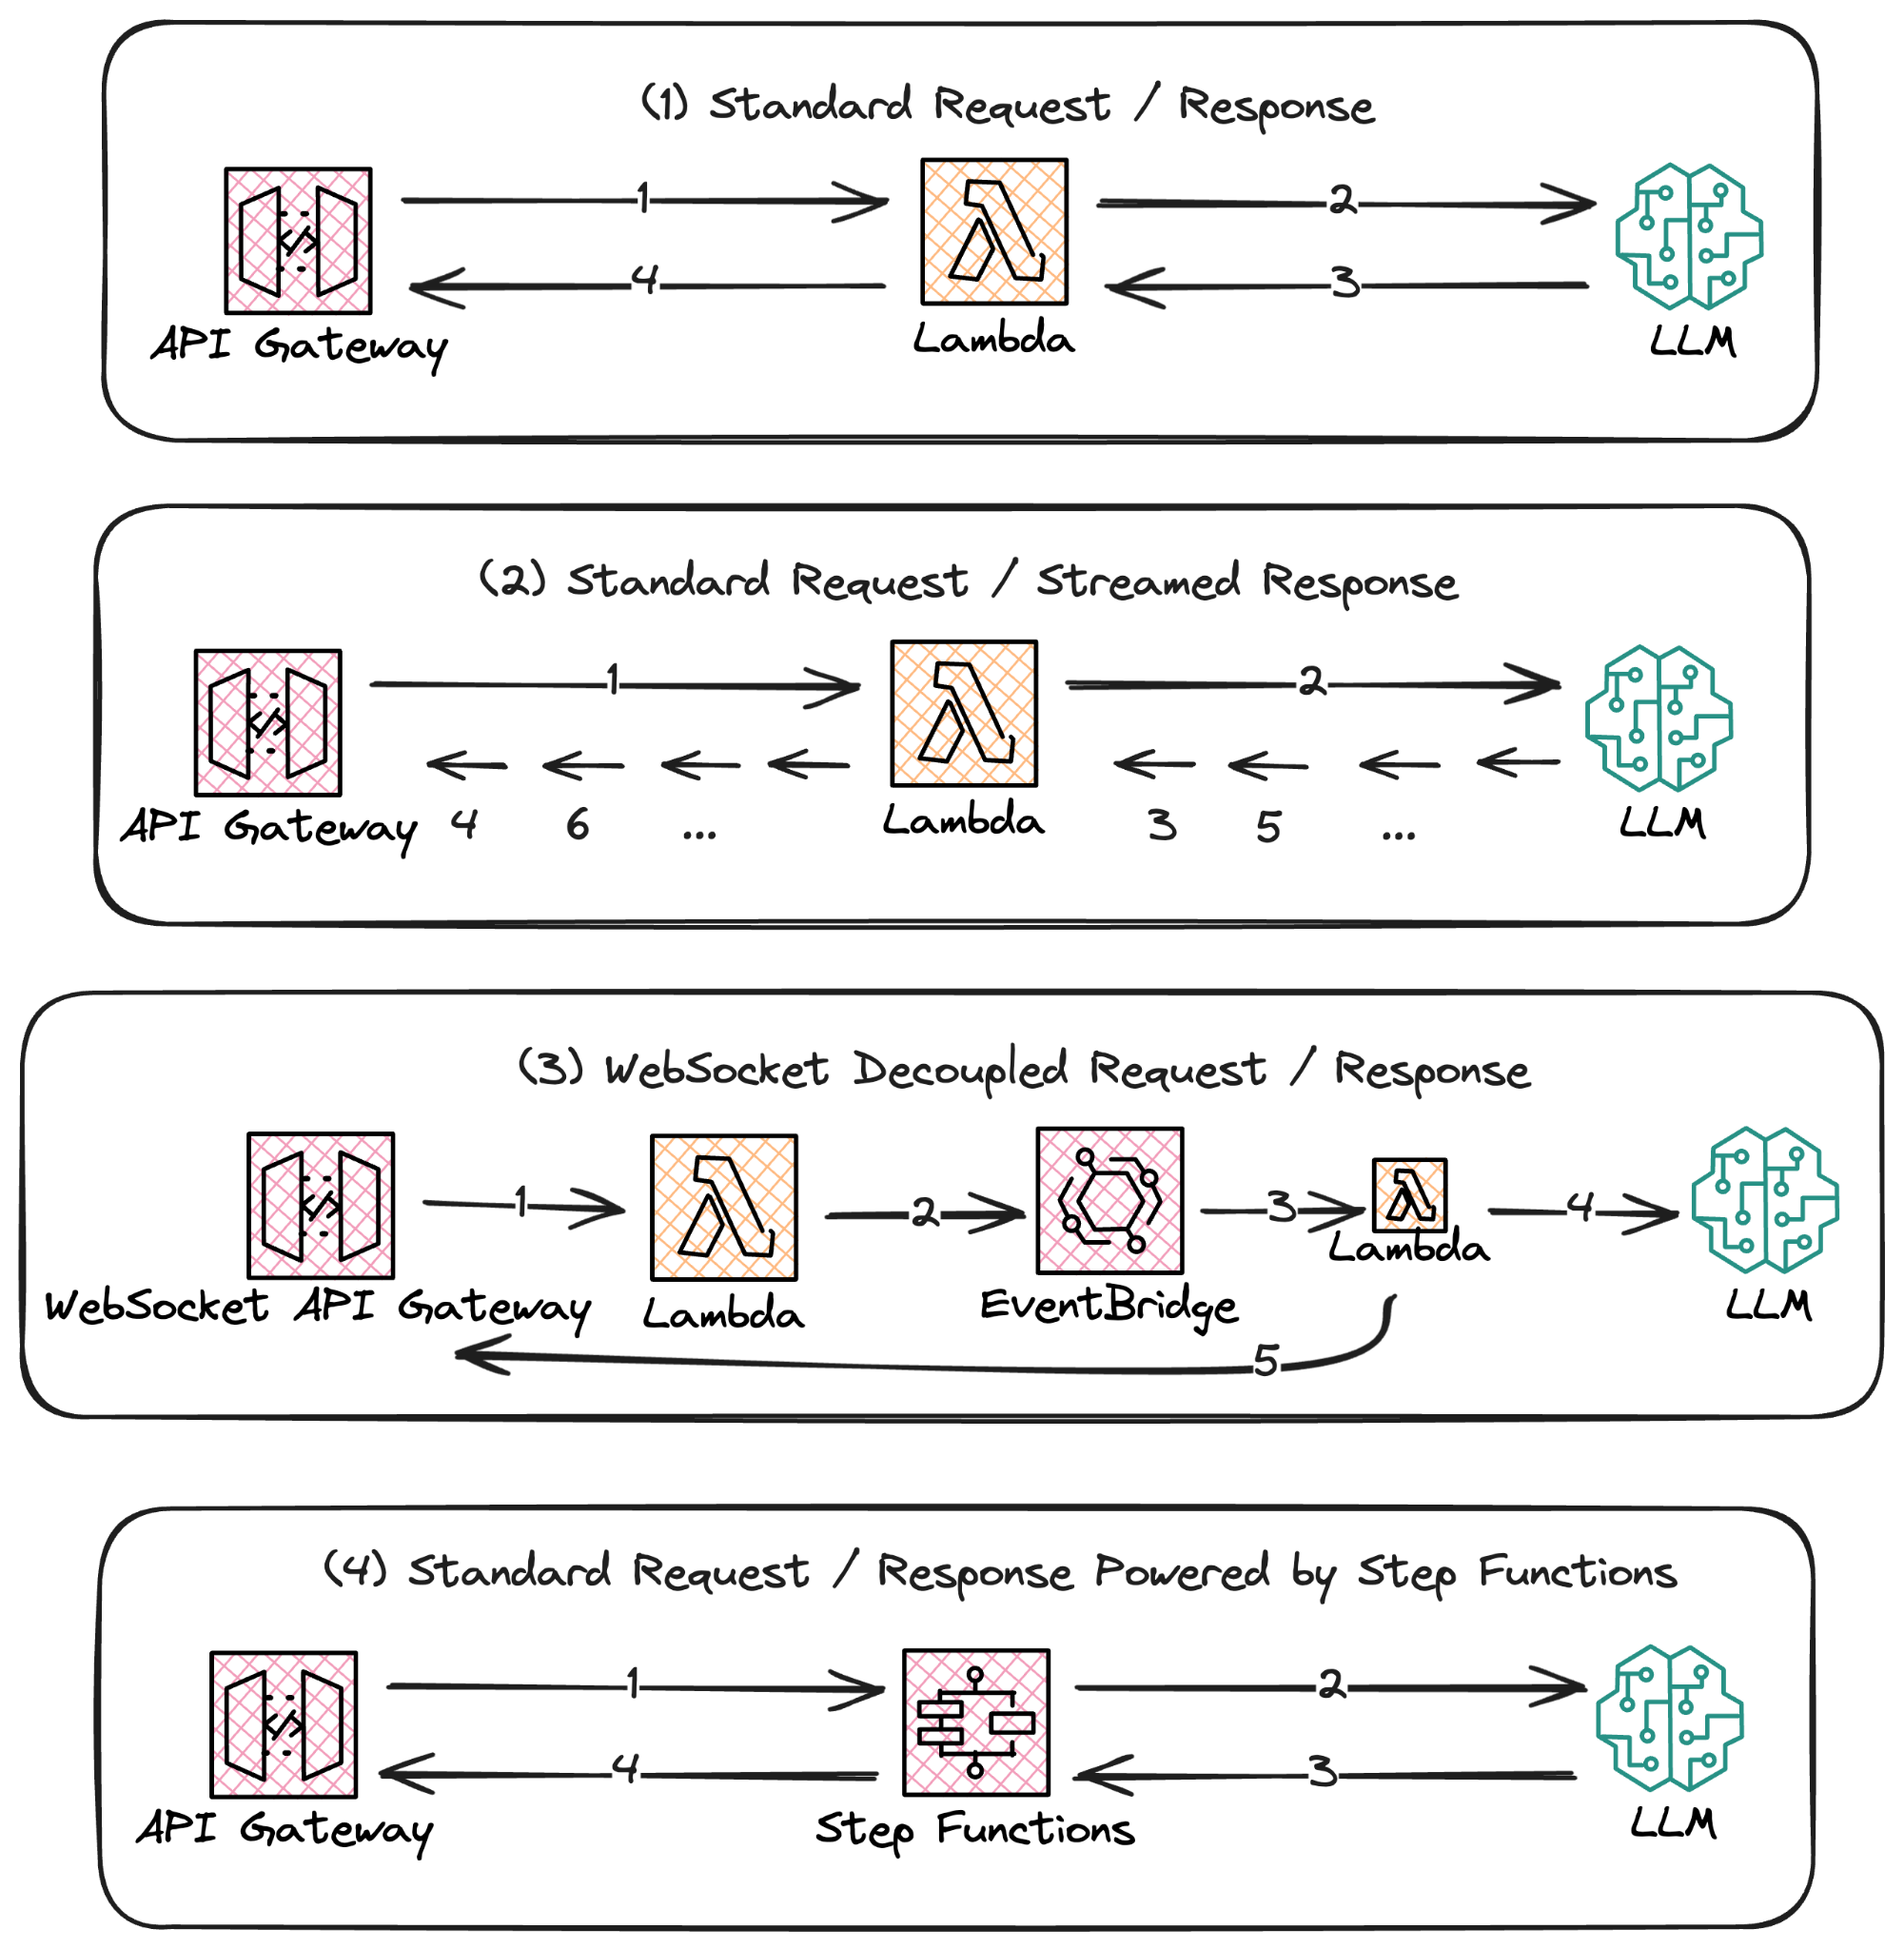 (1) Standard Request / Response
1
2
4
3
API Gateway
Lambda
LLM
(2) Standard Request / Streamed Response
1
2
API Gateway
4
6
...
Lambda
3
5
...
LLM
(3) WebSocket Decoupled Request / Response
1
2
3
4
WebSocket API Gateway
Lambda
EventBridge
Lambda
LLM
5
(4) Standard Request / Response Powered by Step Functions
1
2
4
3
API Gateway
Step Functions
LLM